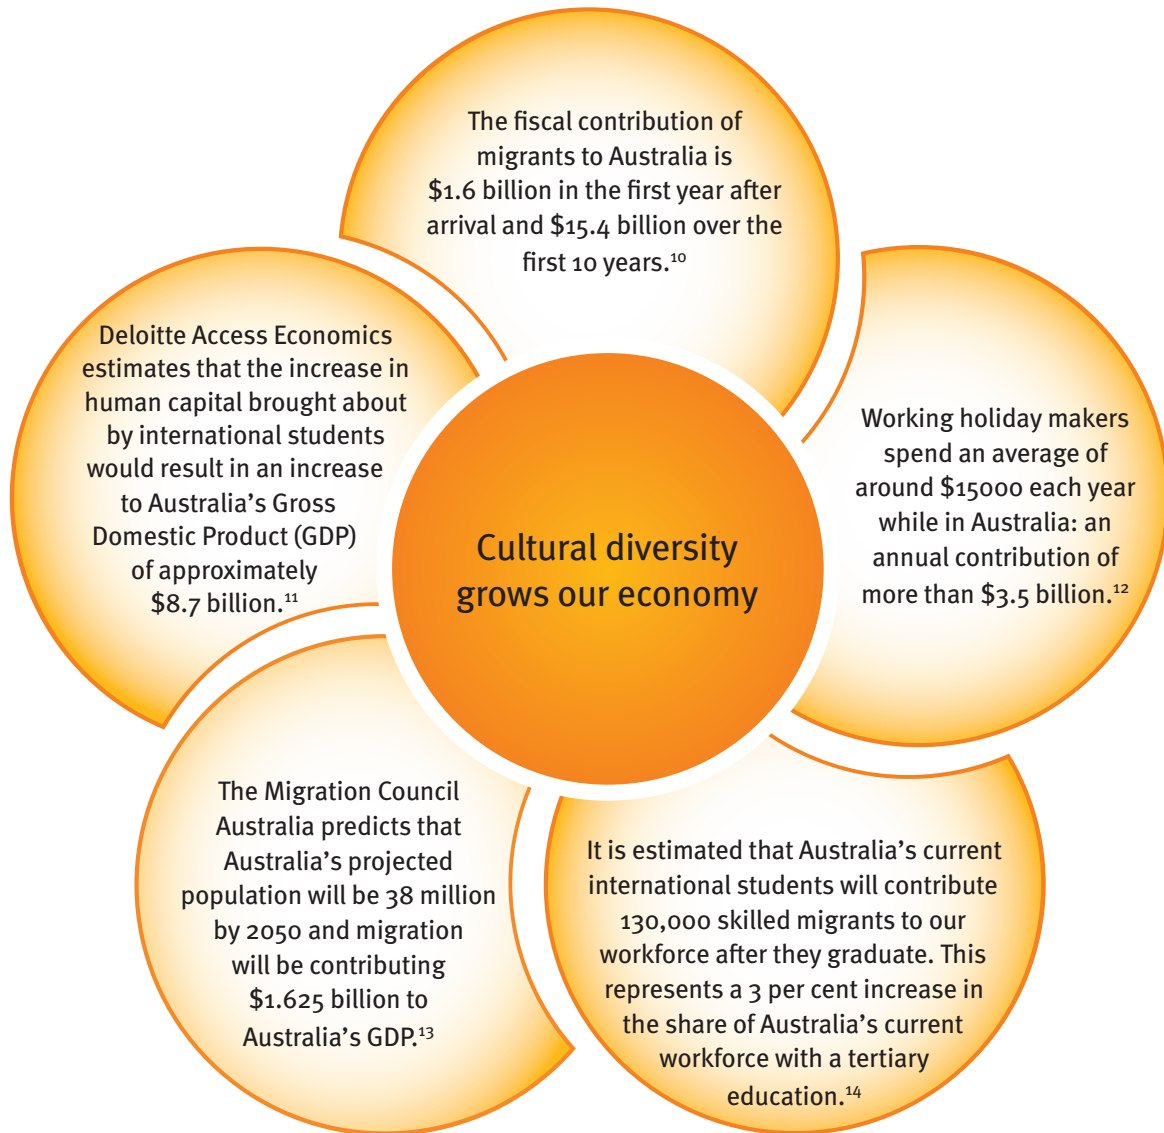 The fiscal contribution of
migrants to Australia is
$1.6 billion in the first year after
arrival and $15.4 billion over the
first 10 years.¹⁰
Deloitte Access Economics
estimates that the increase in
human capital brought about
by international students
would result in an increase
to Australia’s Gross
Domestic Product (GDP)
of approximately
$8.7 billion.¹¹
Working holiday makers
spend an average of
around $15000 each year
while in Australia: an
annual contribution of
more than $3.5 billion.¹²
Cultural diversity
grows our economy
The Migration Council
Australia predicts that
Australia’s projected
population will be 38 million
by 2050 and migration
will be contributing
$1.625 billion to
Australia’s GDP.¹³
It is estimated that Australia’s current
international students will contribute
130,000 skilled migrants to our
workforce after they graduate. This
represents a 3 per cent increase in
the share of Australia’s current
workforce with a tertiary
education.¹⁴